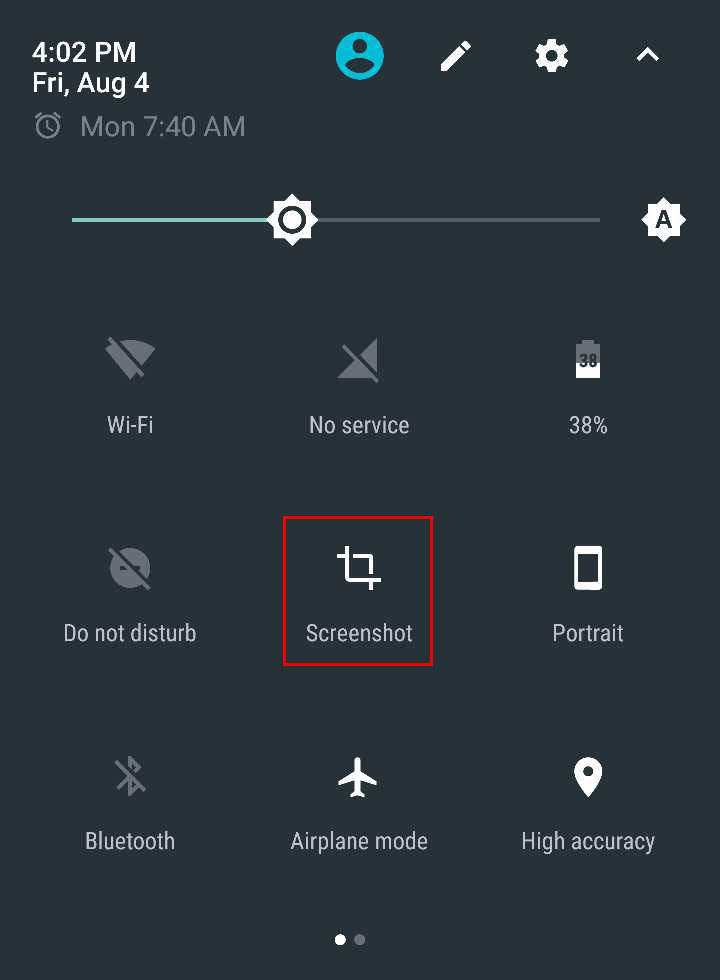 4:02 PM
Fri, Aug 4
Mon 7:40 AM
A
Wi-Fi
No service
38
38%
Do not disturb
Screenshot
Portrait
Bluetooth
Airplane mode
High accuracy